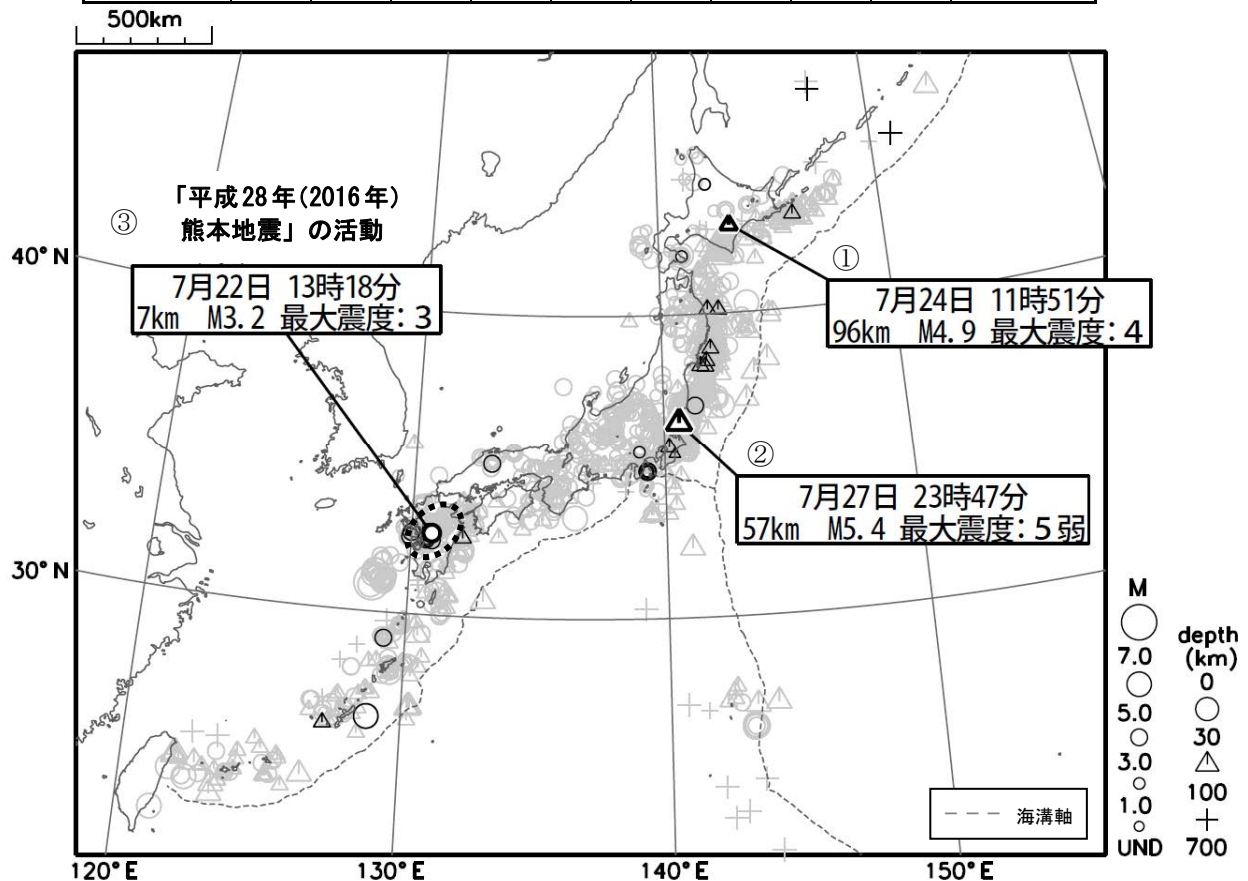 500km
「平成28年(2016年)
③ 熊本地震」の活動
40°N
7月22日 13時18分
7km M3.2 最大震度:3
①
7月24日 11時51分
96km M4.9 最大震度:4
②
7月27日 23時47分
57km M5.4 最大震度:5弱
30°N
M
7.0
5.0
3.0
1.0
UND
depth
(km)
0
30
100
700
海溝軸
120°E 130°E 140°E 150°E